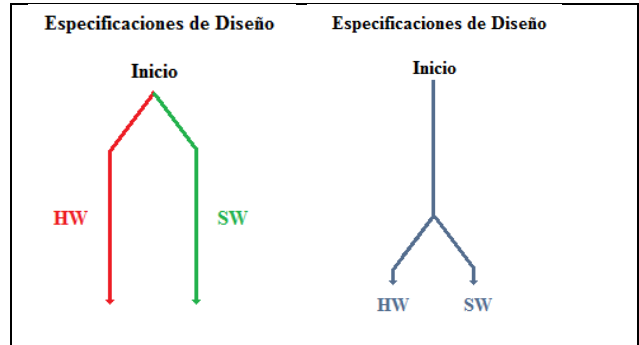 Especificaciones de Diseño
Inicio
HW
SW
Especificaciones de Diseño
Inicio
HW
SW